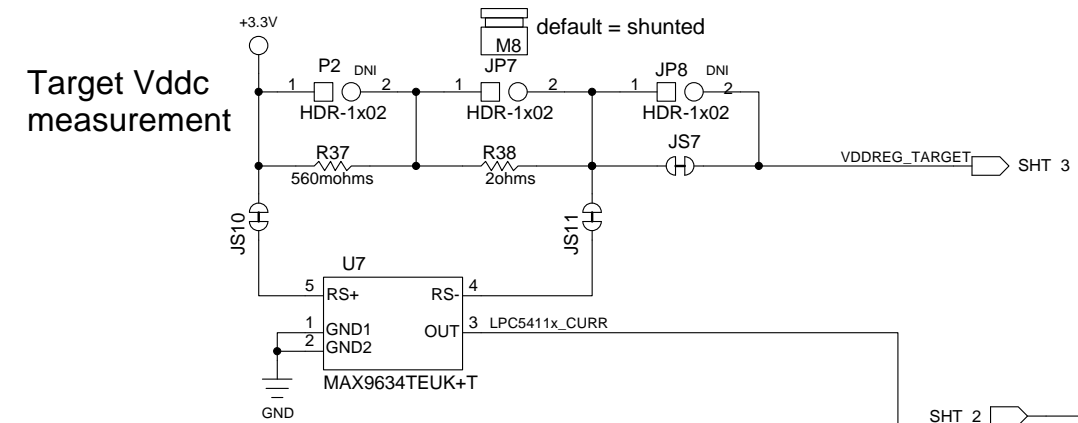 +3.3V
default = shunted
M8
Target Vddc
measurement
P2 DNI
1 2
HDR-1x02
JP7
1 2
HDR-1x02
JP8 DNI
1 2
HDR-1x02
R37
560mohms
R38
2ohms
JS7
VDDREG_TARGET
SHT 3
JS10
JS11
U7
5 RS+
RS- 4
1 GND1
2 GND2
OUT 3 LPC5411x_CURR
MAX9634TEUK+T
GND
SHT 2